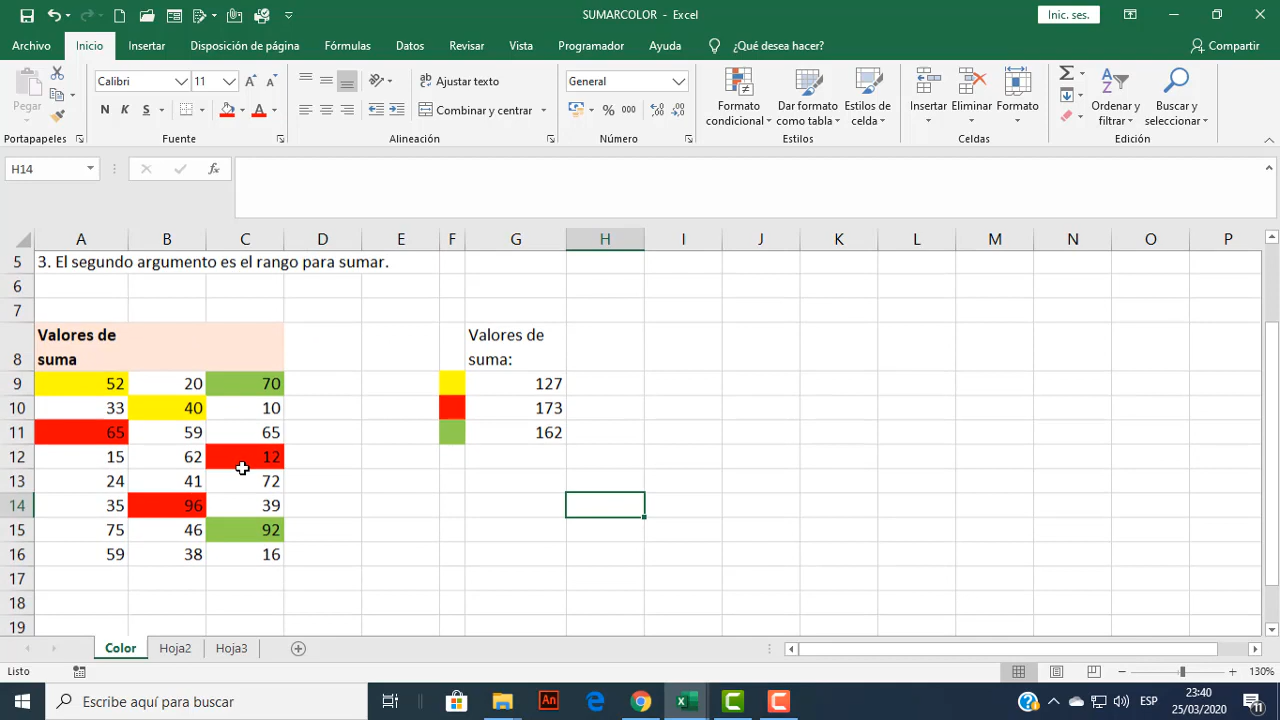 SUMARCOLOR - Excel
Inic. ses.
Archivo Inicio Insertar Disposición de página Fórmulas Datos Revisar Vista Programador Ayuda ¿Qué desea hacer? Compartir
Pegar
Calibri 11
N K S
Ajustar texto
Combinar y centrar
General
% 000
Formato condicional
Dar formato como tabla
Estilos de celda
Insertar Eliminar Formato
Ordenar y filtrar
Buscar y seleccionar
Portapapeles Fuente Alineación Número Estilos Celdas Edición
H14 fx
A B C D E F G H I J K L M N O P
5 3. El segundo argumento es el rango para sumar.
6
7
8 Valores de suma Valores de suma:
9 52 20 70 127
10 33 40 10 173
11 65 59 65 162
12 15 62 12
13 24 41 72
14 35 96 39
15 75 46 92
16 59 38 16
17
18
19
Color Hoja2 Hoja3
Listo 130%
Escribe aquí para buscar
An
ESP
23:40
25/03/2020
11